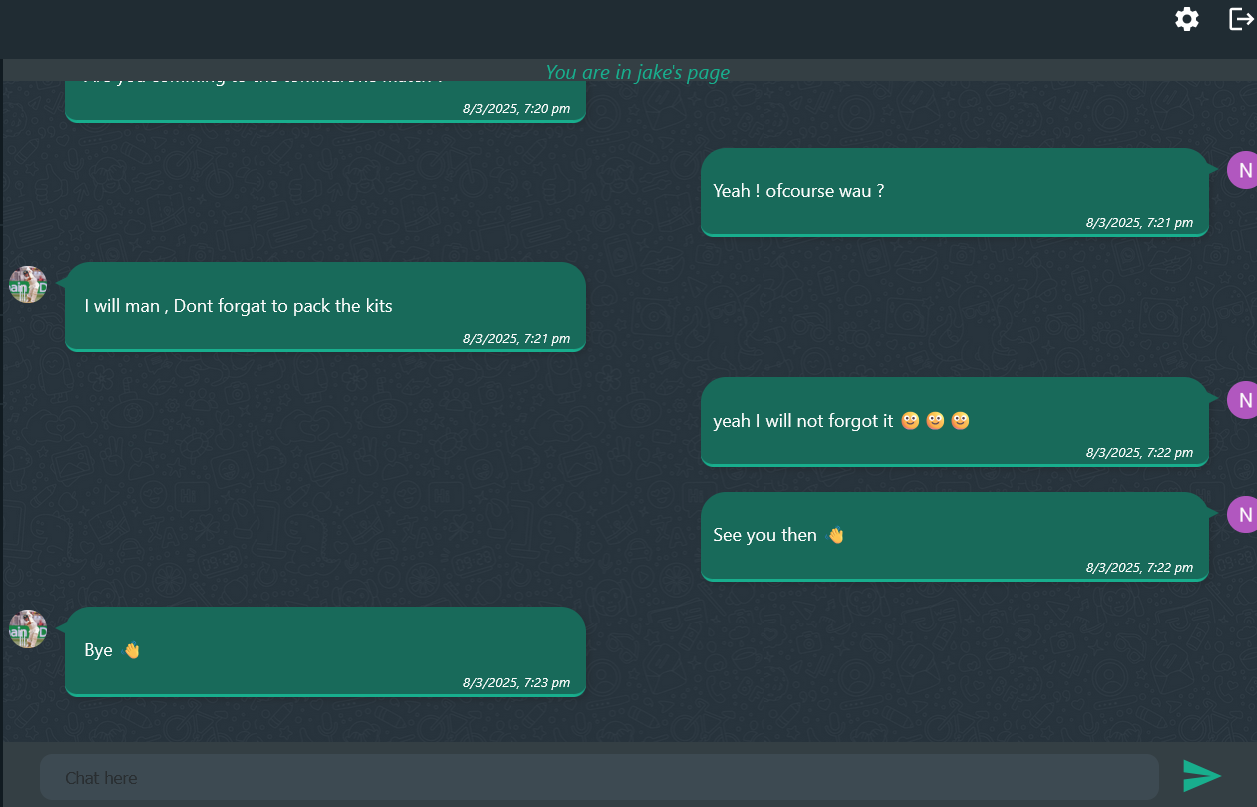 You are in jake's page
8/3/2025, 7:20 pm
Yeah ! ofcourse wau ?
8/3/2025, 7:21 pm
N
I will man , Dont forgat to pack the kits
8/3/2025, 7:21 pm
yeah I will not forgot it
8/3/2025, 7:22 pm
N
See you then 👋
8/3/2025, 7:22 pm
N
Bye 👋
8/3/2025, 7:23 pm
Chat here